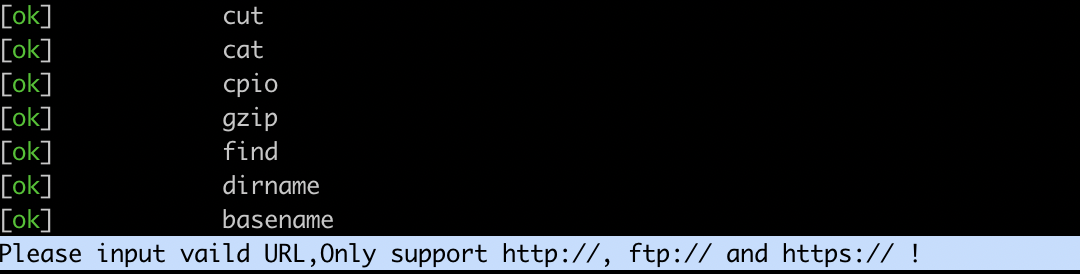 [ok] cut
[ok] cat
[ok] cpio
[ok] gzip
[ok] find
[ok] dirname
[ok] basename
Please input vaild URL,Only support http://, ftp:// and https:// !